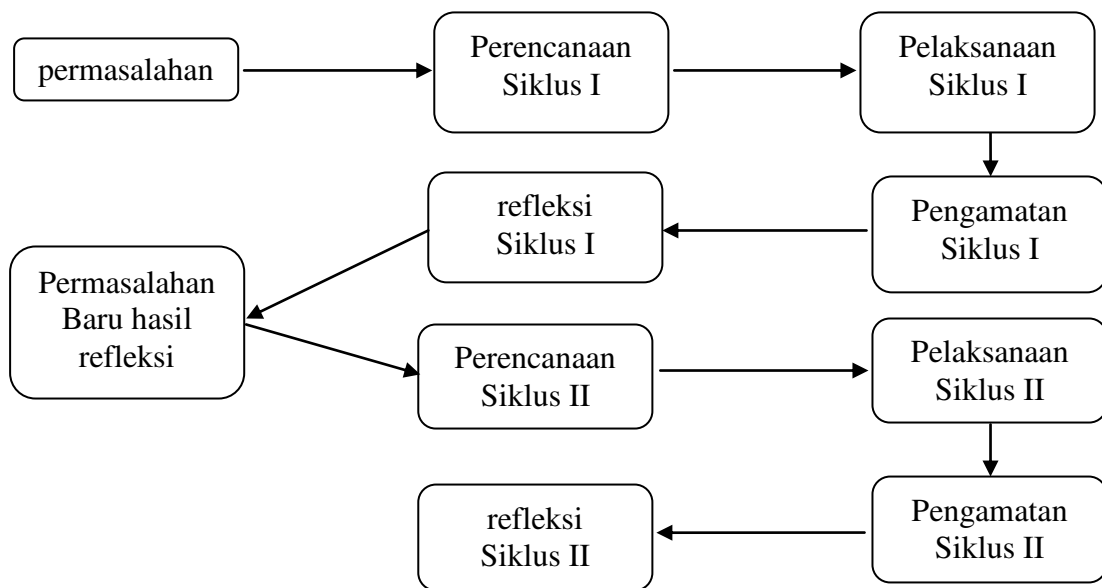 permasalahan
Perencanaan
Siklus I
Pelaksanaan
Siklus I
Pengamatan
Siklus I
refleksi
Siklus I
Permasalahan
Baru hasil
refleksi
Perencanaan
Siklus II
Pelaksanaan
Siklus II
Pengamatan
Siklus II
refleksi
Siklus II